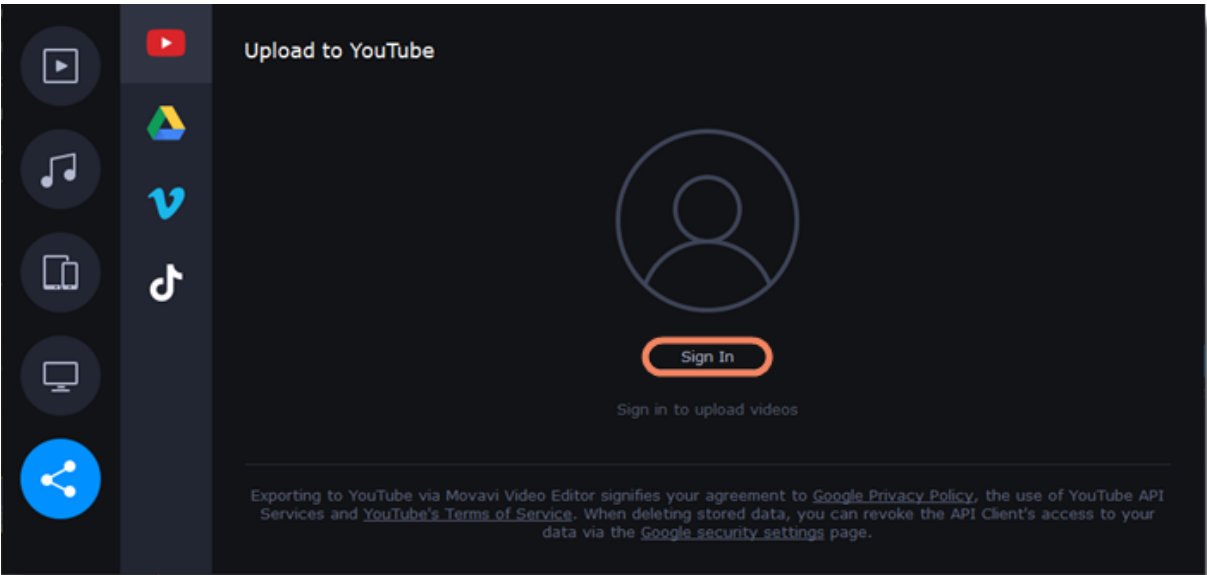 Upload to YouTube
Sign In
Sign in to upload videos
Exporting to YouTube via Movavi Video Editor signifies your agreement to Google Privacy Policy, the use of YouTube API
Services and YouTube's Terms of Service. When deleting stored data, you can revoke the API Client's access to your
data via the Google security settings page.